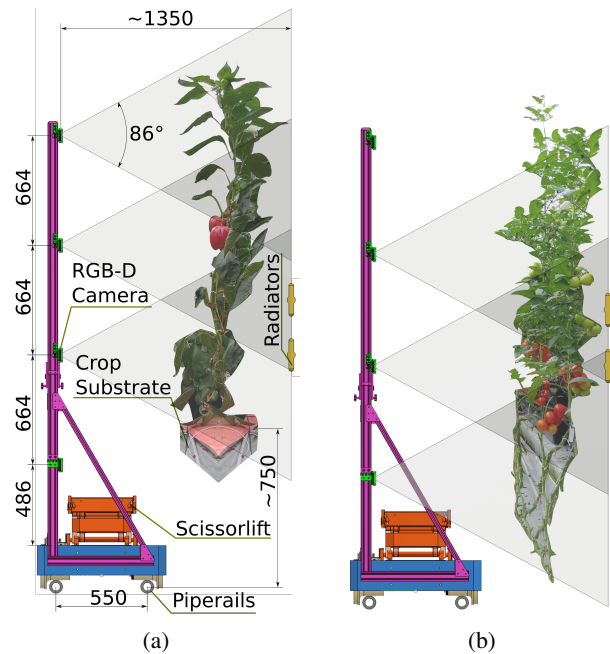 ~1350
86°
664
664
RGB-D
Camera
Radiators
Crop
Substrate
664
~750
486
Scissorlift
550
Piperails
(a)
(b)